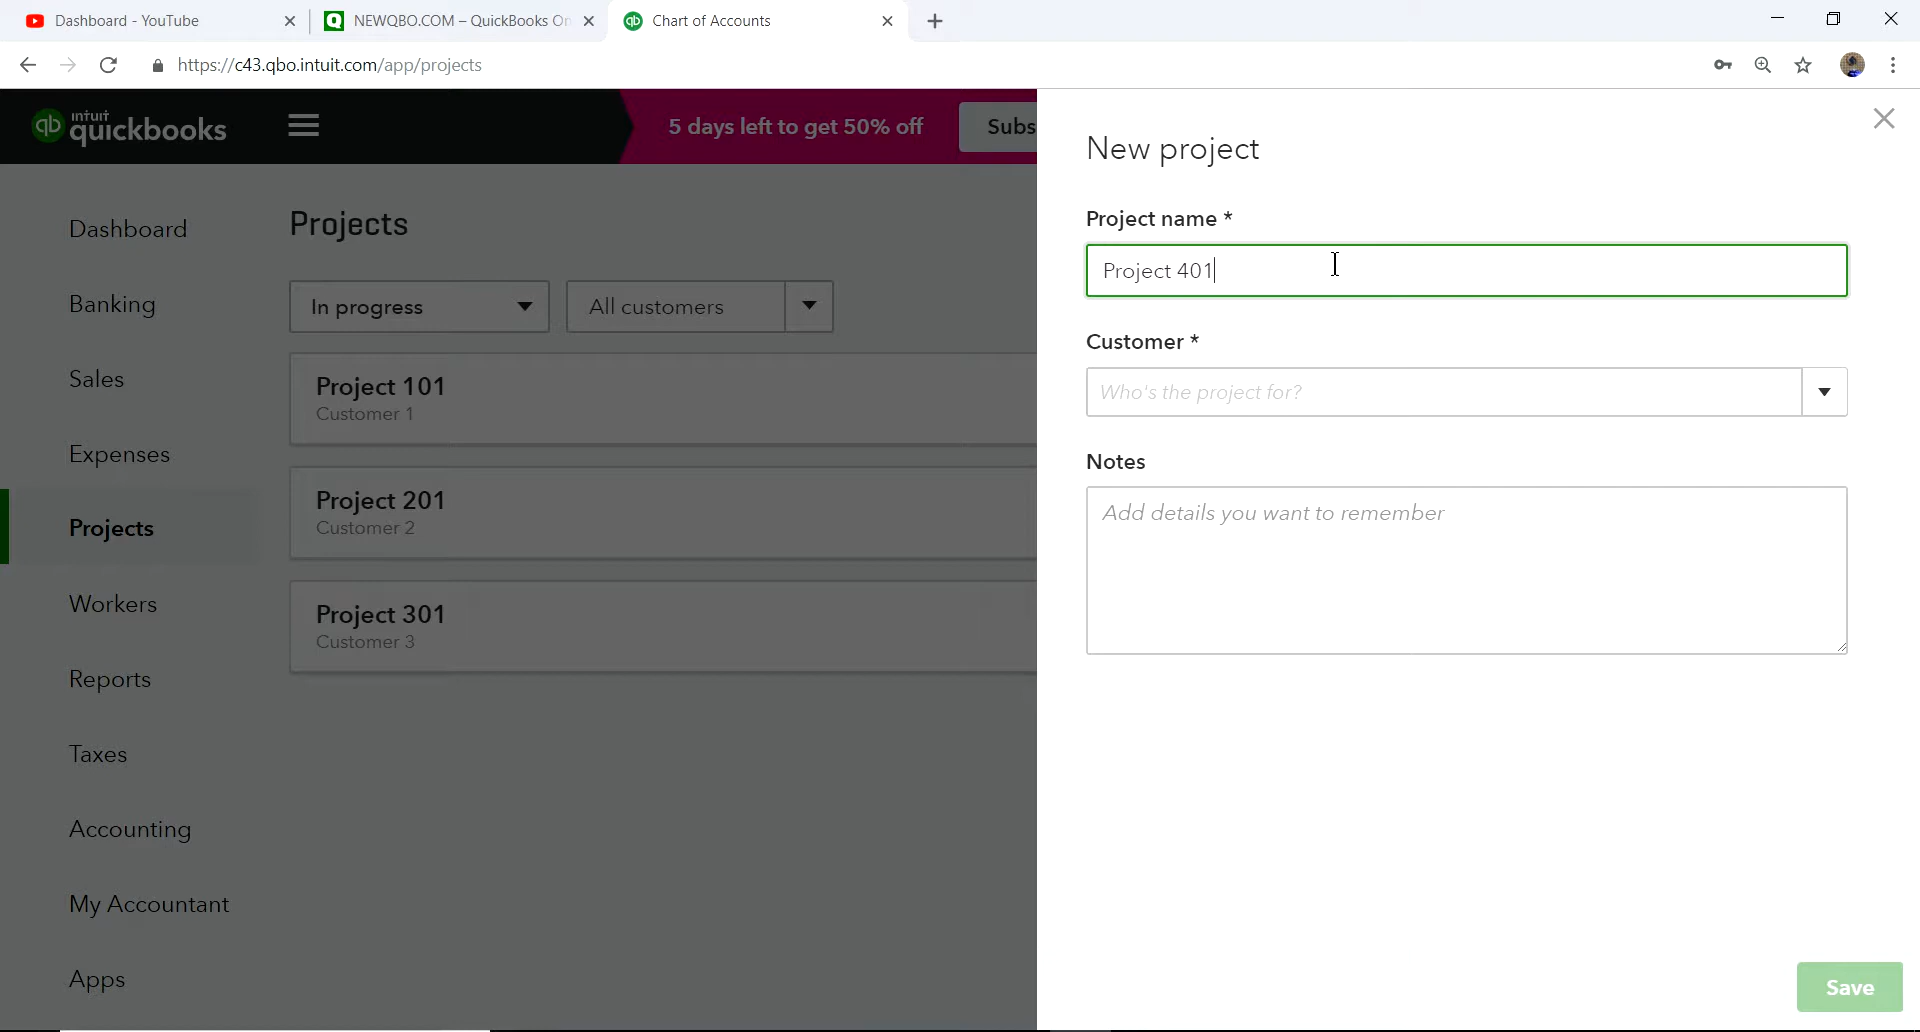 Dashboard - YouTube
NEWQBO.COM – QuickBooks On
Chart of Accounts
https://c43.qbo.intuit.com/app/projects
qb
intuit
quickbooks
5 days left to get 50% off
Subs
Dashboard
Banking
Sales
Expenses
Projects
Workers
Reports
Taxes
Accounting
My Accountant
Apps
Projects
In progress
All customers
Project 101
Customer 1
Project 201
Customer 2
Project 301
Customer 3
New project
Project name *
Project 401
Customer *
Who's the project for?
Notes
Add details you want to remember
Save